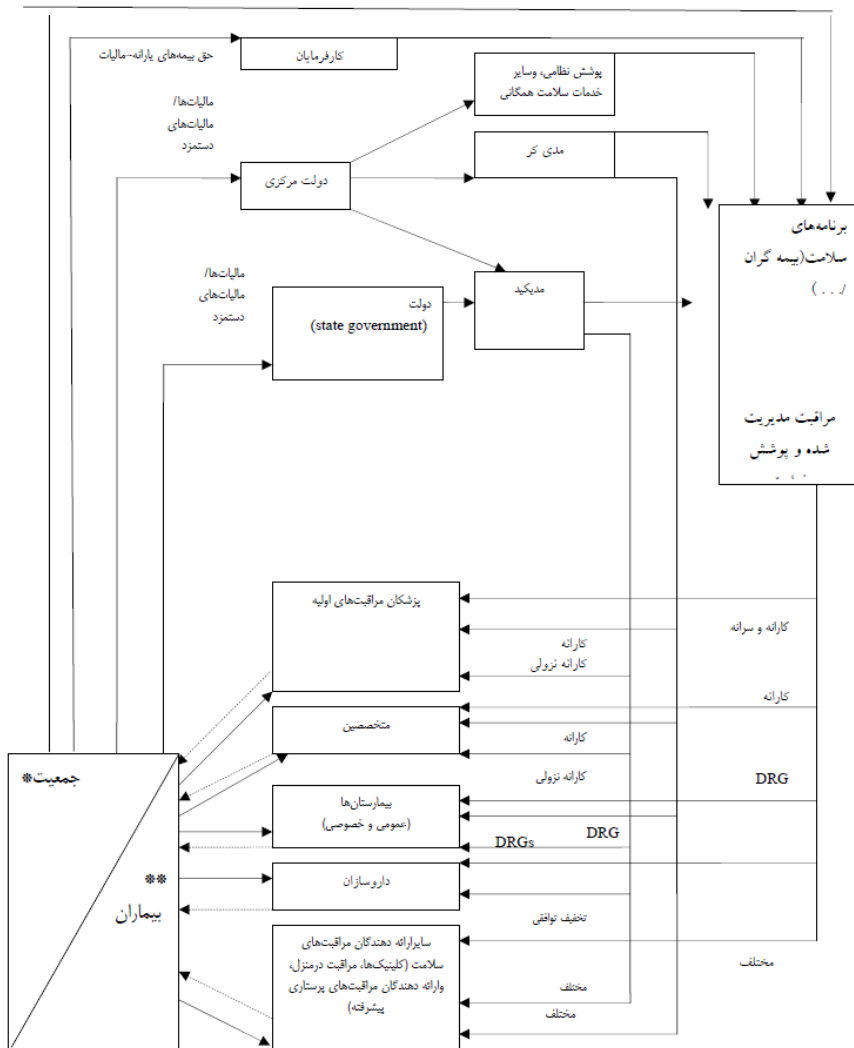 کارفرمایان
حق بیمه‌های یارانه-مالیات
پوشش نظامی، وسایر
خدمات سلامت همگانی
مالیات‌ها/
مالیات‌های
دستمزد
مدی کر
دولت مرکزی
برنامه‌های
سلامت(بیمه گران
/. . . )
مراقبت مدیریت
شده و پوشش
مالیات‌ها/
مالیات‌های
دستمزد
مدیکید
دولت
(state government)
پزشکان مراقبت‌های اولیه
کارانه و سرانه
کارانه
کارانه نزولی
کارانه
متخصصین
کارانه
کارانه نزولی
DRG
بیمارستان‌ها
(عمومی و خصوصی)
DRG
DRGs
داروسازان
تخفیف توافقی
سایرارائه دهندگان مراقبت‌های
سلامت (کلینیک‌ها، مراقبت درمنزل،
وارائه دهندگان مراقبت‌های پرستاری
پیشرفته)
مختلف
مختلف
مختلف
جمعیت*
**
بیماران